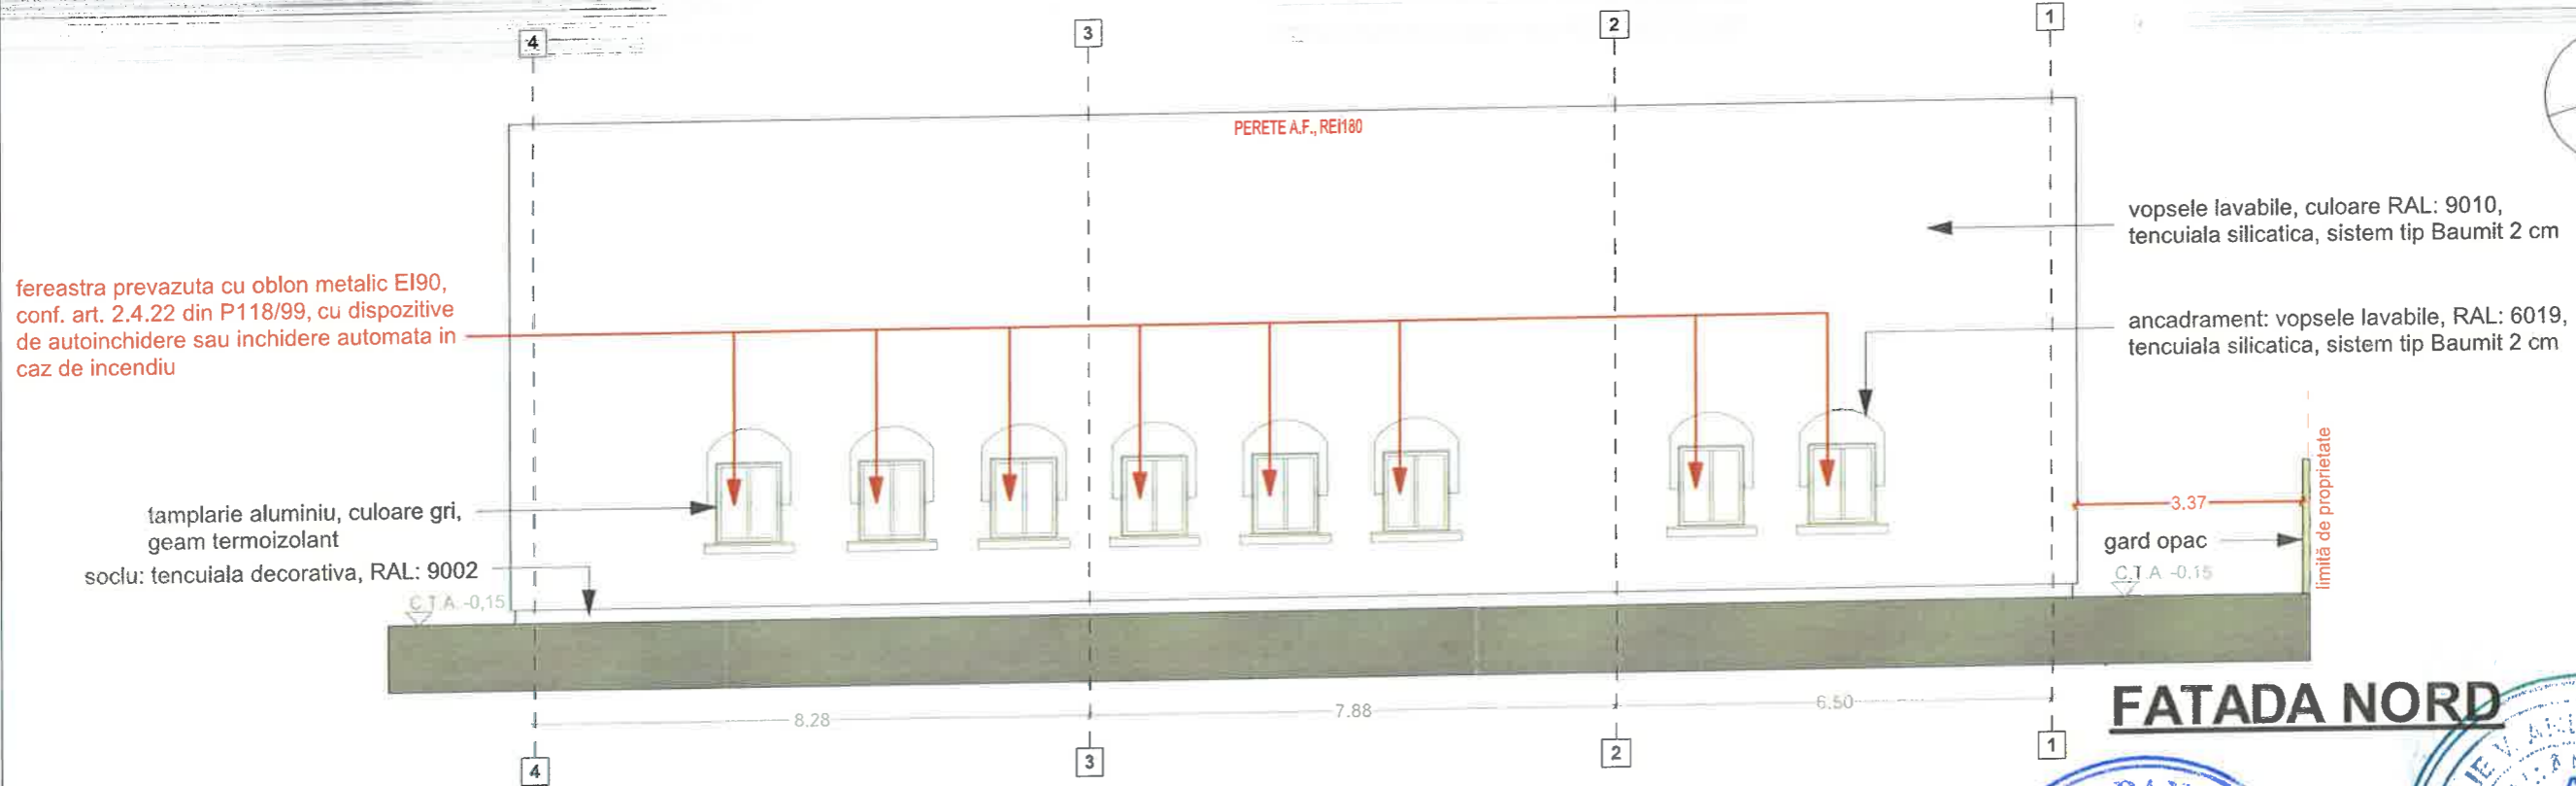 4
3
2
1
PERETE A.F., REI180
vopsele lavabile, culoare RAL: 9010,
tencuiala silicatica, sistem tip Baumit 2 cm
fereastra prevazuta cu oblon metalic EI90,
conf. art. 2.4.22 din P118/99, cu dispozitive
de autoinchidere sau inchidere automata in
caz de incendiu
ancadrament: vopsele lavabile, RAL: 6019,
tencuiala silicatica, sistem tip Baumit 2 cm
limită de proprietate
3.37
tamplarie aluminiu, culoare gri,
geam termoizolant
gard opac
soclu: tencuiala decorativa, RAL: 9002
C.T.A. -0,15
C.T.A -0.15
8.28
7.88
6.50
FATADA NORD
4
3
2
1